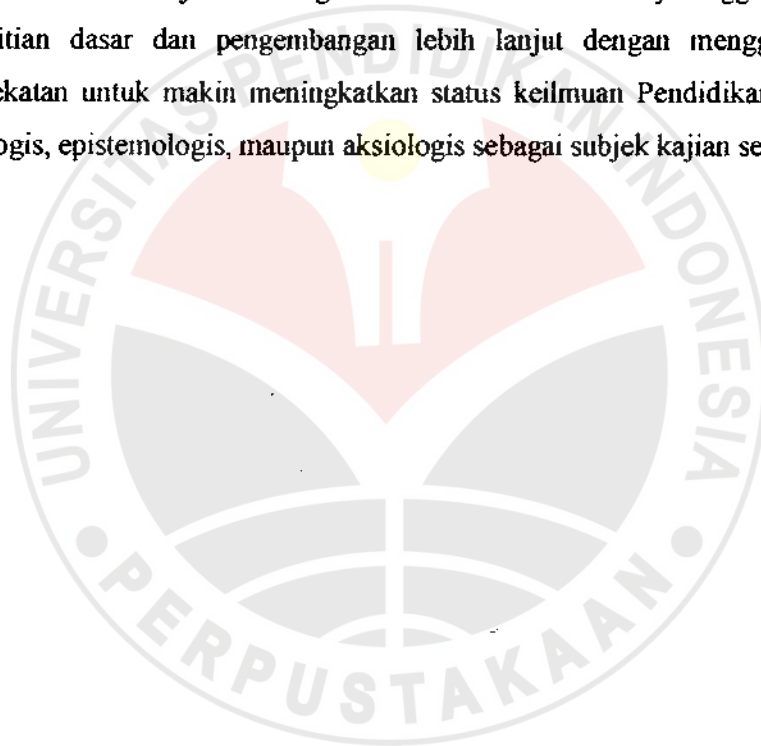 itian dasar dan pengembangan lebih lanjut dengan mengg
ekatan untuk makin meningkatkan status keilmuan Pendidikan
ogis, epistemologis, maupun aksiologis sebagai subjek kajian se
UNIVERSITAS PENDIDIKAN INDONESIA
PERPUSTAKAAN